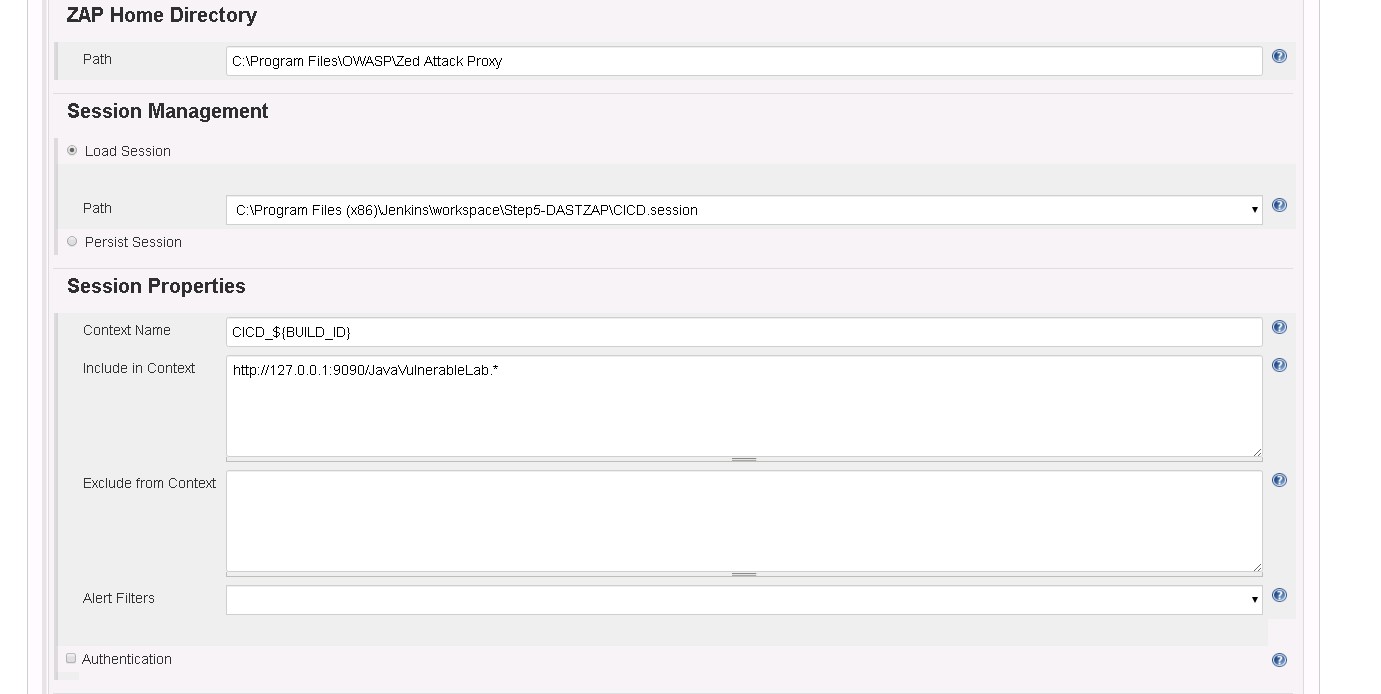 ZAP Home Directory
Path
C:\Program Files\OWASP\Zed Attack Proxy
Session Management
Load Session
Path
C:\Program Files (x86)\Jenkins\workspace\Step5-DASTZAP\CICD.session
Persist Session
Session Properties
Context Name
CICD_${BUILD_ID}
Include in Context
http://127.0.0.1:9090/JavaVulnerableLab.*
Exclude from Context
Alert Filters
Authentication